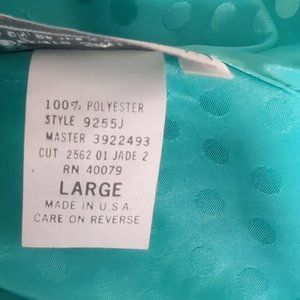 100% POLYESTER
STYLE 9255J
MASTER 3922493
CUT 2562 01 JADE 2
RN 40079
LARGE
MADE IN U.S.A.
CARE ON REVERSE